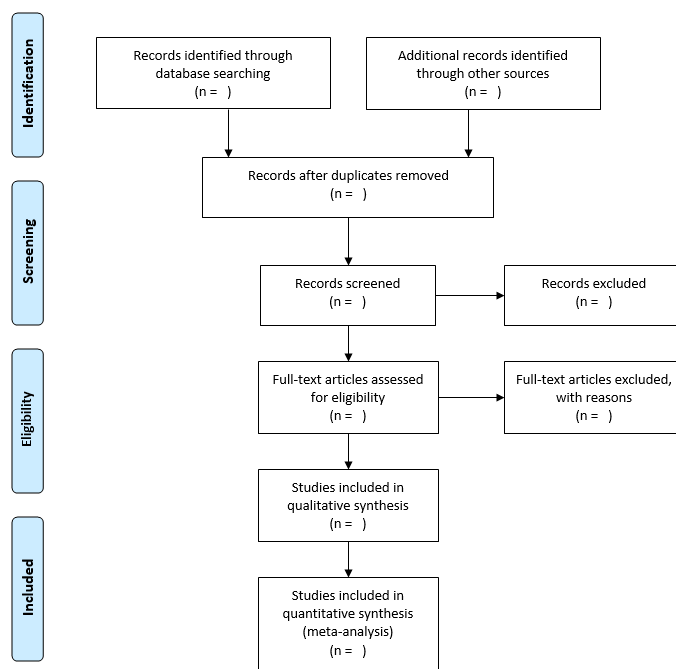 Identification
Records identified through
database searching
(n =   )
Additional records identified
through other sources
(n =   )
Records after duplicates removed
(n =   )
Screening
Records screened
(n =   )
Records excluded
(n =   )
Eligibility
Full-text articles assessed
for eligibility
(n =   )
Full-text articles excluded,
with reasons
(n =   )
Studies included in
qualitative synthesis
(n =   )
Included
Studies included in
quantitative synthesis
(meta-analysis)
(n =   )